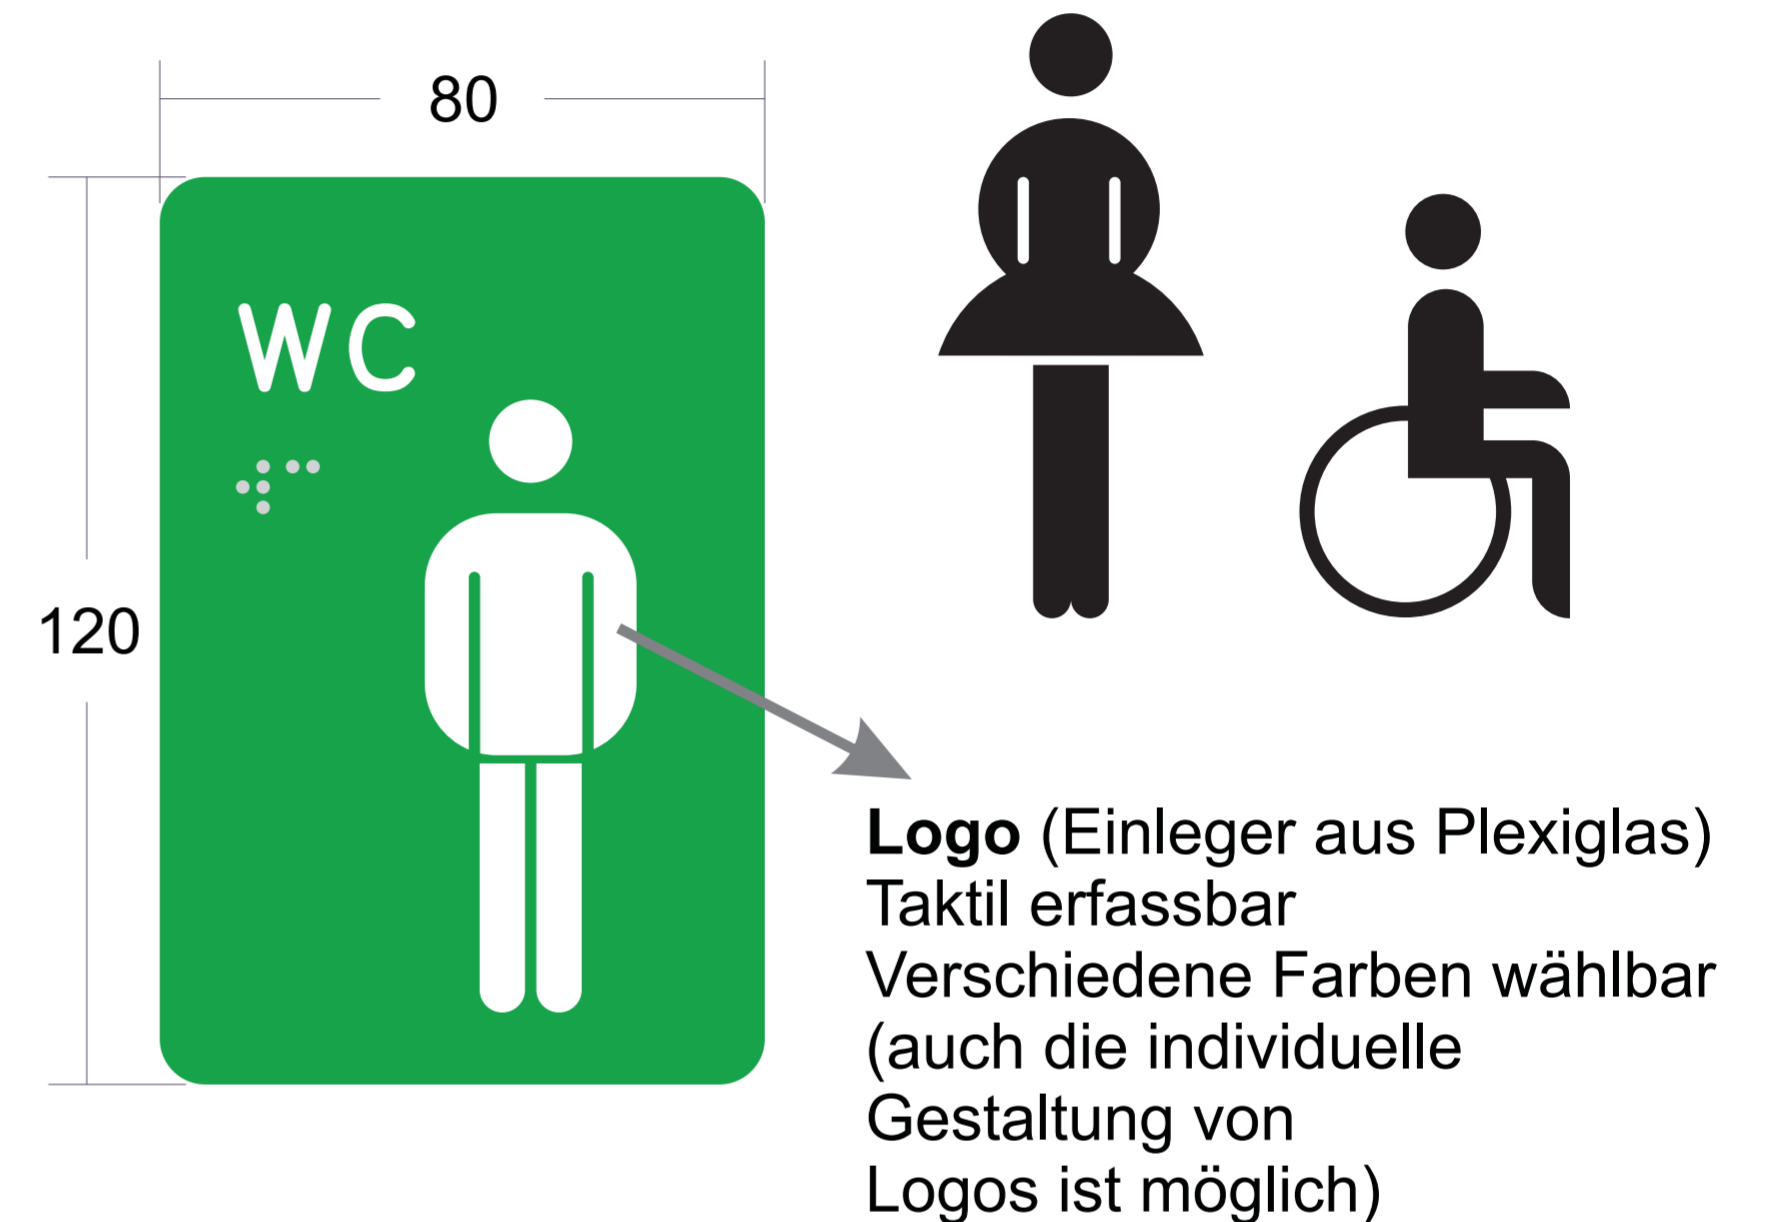 80
WC
⠺⠉
120
Logo (Einleger aus Plexiglas)
Taktil erfassbar
Verschiedene Farben wählbar
(auch die individuelle
Gestaltung von
Logos ist möglich)